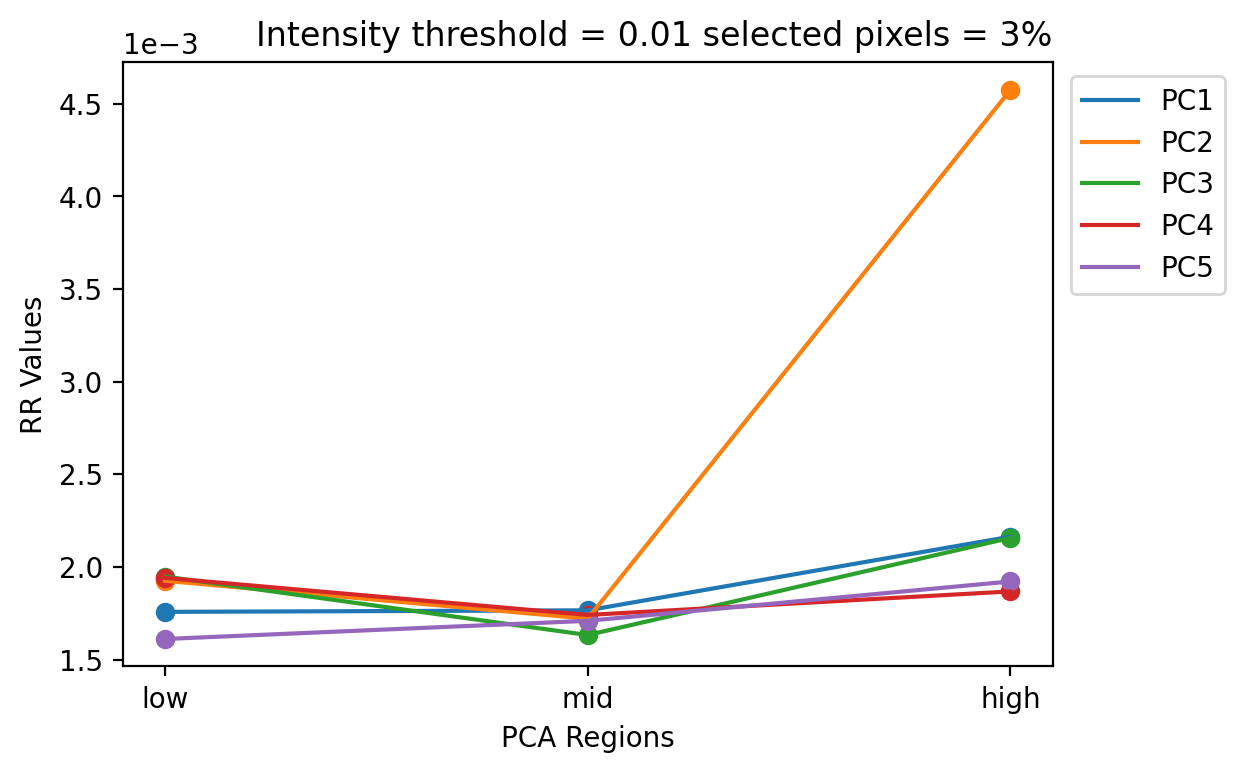 Intensity threshold = 0.01 selected pixels = 3%
1e−3
4.5
4.0
3.5
3.0
2.5
2.0
1.5
RR Values
low
mid
high
PCA Regions
PC1
PC2
PC3
PC4
PC5